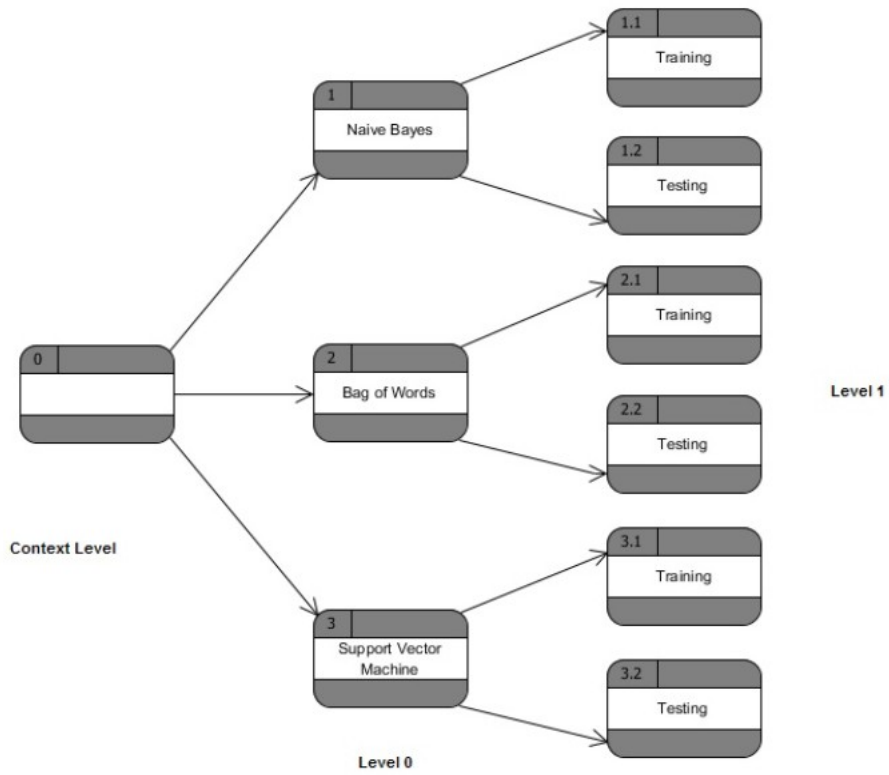 1.1
Training
1
Naive Bayes
1.2
Testing
2.1
Training
0
2
Bag of Words
Level 1
2.2
Testing
Context Level
3.1
Training
3
Support Vector
Machine
3.2
Testing
Level 0